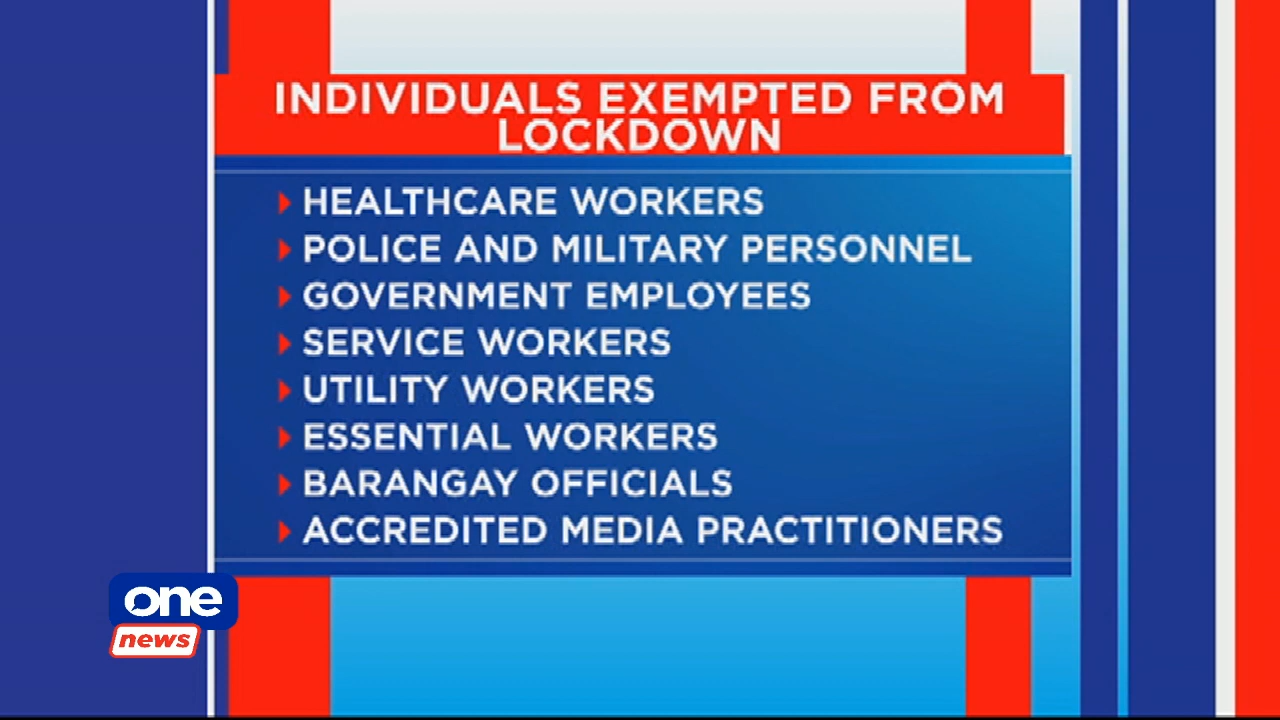 INDIVIDUALS EXEMPTED FROM
LOCKDOWN
HEALTHCARE WORKERS
POLICE AND MILITARY PERSONNEL
GOVERNMENT EMPLOYEES
SERVICE WORKERS
UTILITY WORKERS
ESSENTIAL WORKERS
BARANGAY OFFICIALS
ACCREDITED MEDIA PRACTITIONERS
one
news